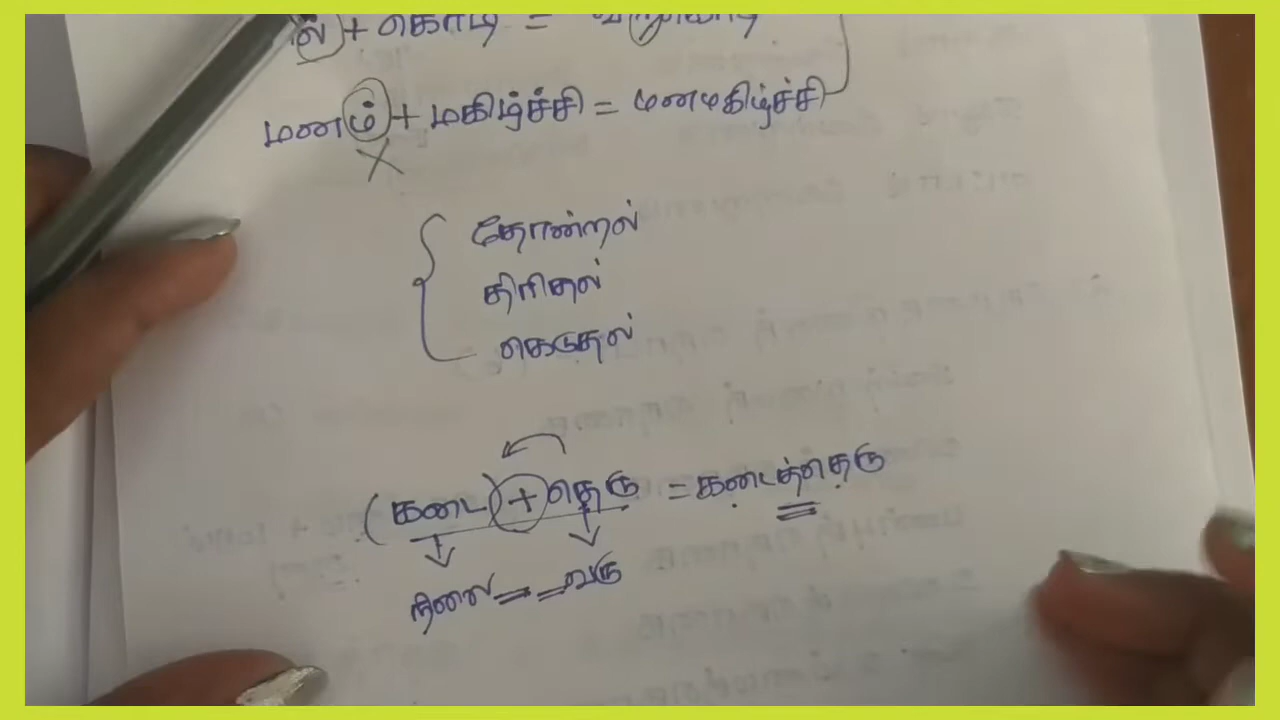 ல் + கொடி = விற்கொடி
மனம் + மகிழ்ச்சி = மனமகிழ்ச்சி
தோன்றல்
திரிதல்
கெடுதல்
(கடை) + தெரு = கடைத்தெரு
நிலை வரு